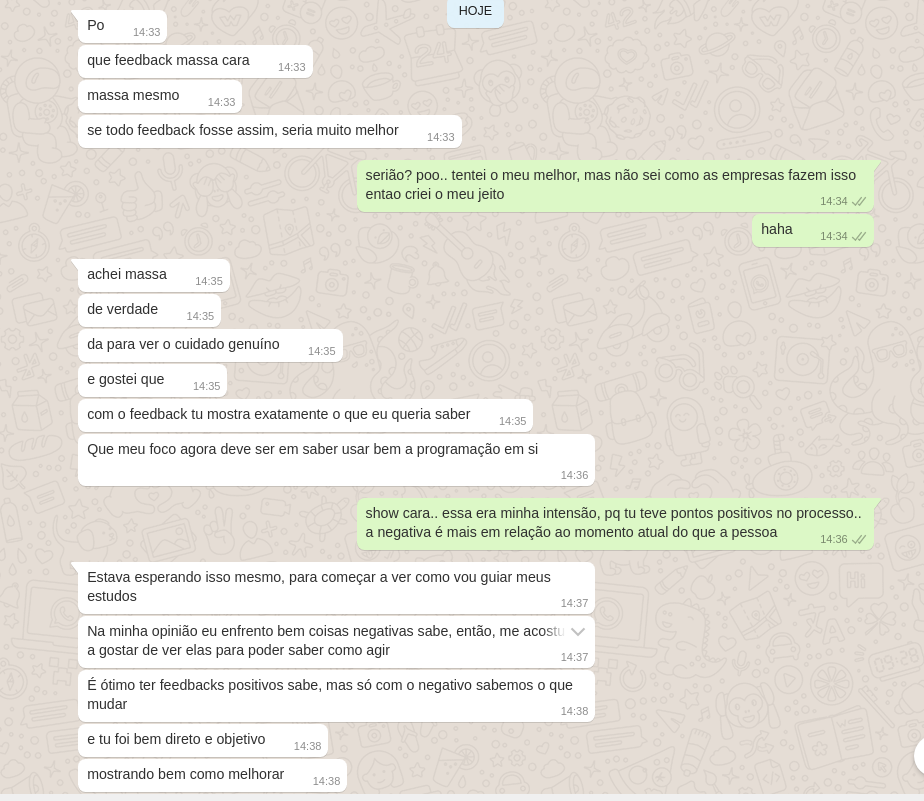 HOJE
Po
14:33
que feedback massa cara
14:33
massa mesmo
14:33
se todo feedback fosse assim, seria muito melhor
14:33
serião? poo.. tentei o meu melhor, mas não sei como as empresas fazem isso
entao criei o meu jeito
14:34
haha
14:34
achei massa
14:35
de verdade
14:35
da para ver o cuidado genuíno
14:35
e gostei que
14:35
com o feedback tu mostra exatamente o que eu queria saber
14:35
Que meu foco agora deve ser em saber usar bem a programação em si
14:36
show cara.. essa era minha intensão, pq tu teve pontos positivos no processo..
a negativa é mais em relação ao momento atual do que a pessoa
14:36
Estava esperando isso mesmo, para começar a ver como vou guiar meus
estudos
14:37
Na minha opinião eu enfrento bem coisas negativas sabe, então, me acostu
a gostar de ver elas para poder saber como agir
14:37
É ótimo ter feedbacks positivos sabe, mas só com o negativo sabemos o que
mudar
14:38
e tu foi bem direto e objetivo
14:38
mostrando bem como melhorar
14:38